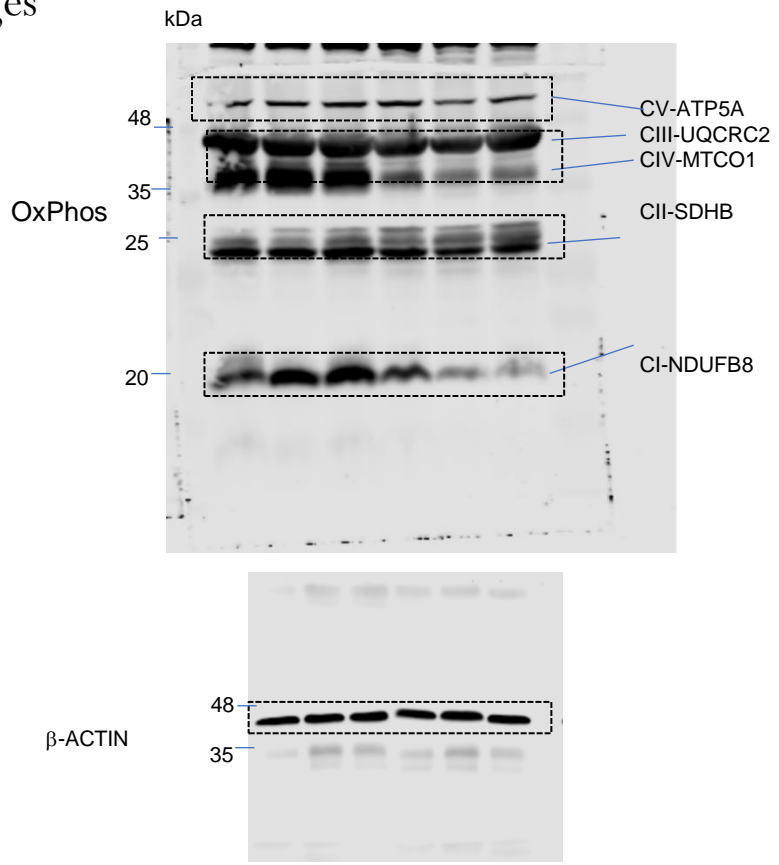 kDa
CV-ATP5A
48
CIII-UQCRC2
CIV-MTCO1
35
OxPhos
CII-SDHB
25
CI-NDUFB8
20
48
β-ACTIN
35